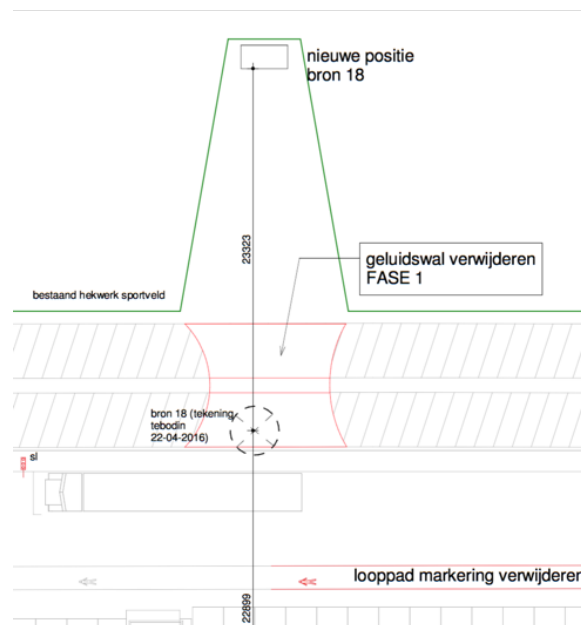 nieuwe positie
bron 18
23323
geluidswal verwijderen
FASE 1
bestaand hekwerk sportveld
bron 18 (tekening
tebodin
22-04-2016)
sl
looppad markering verwijderen
22899